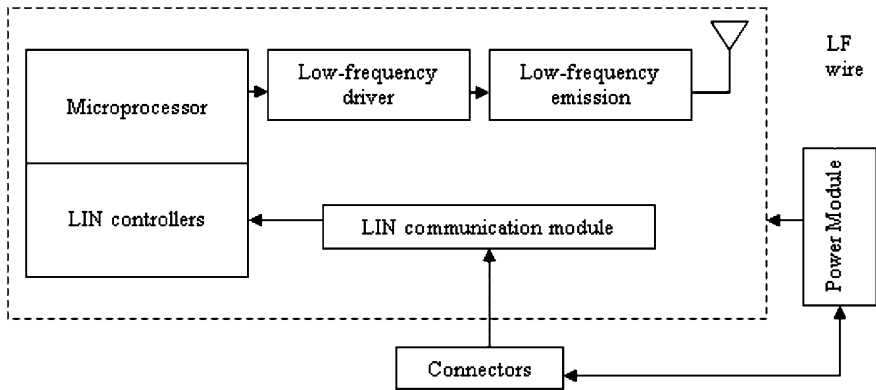 Microprocessor
Low-frequency
driver
Low-frequency
emission
LF
wire
LIN controllers
LIN communication module
Power Module
Connectors